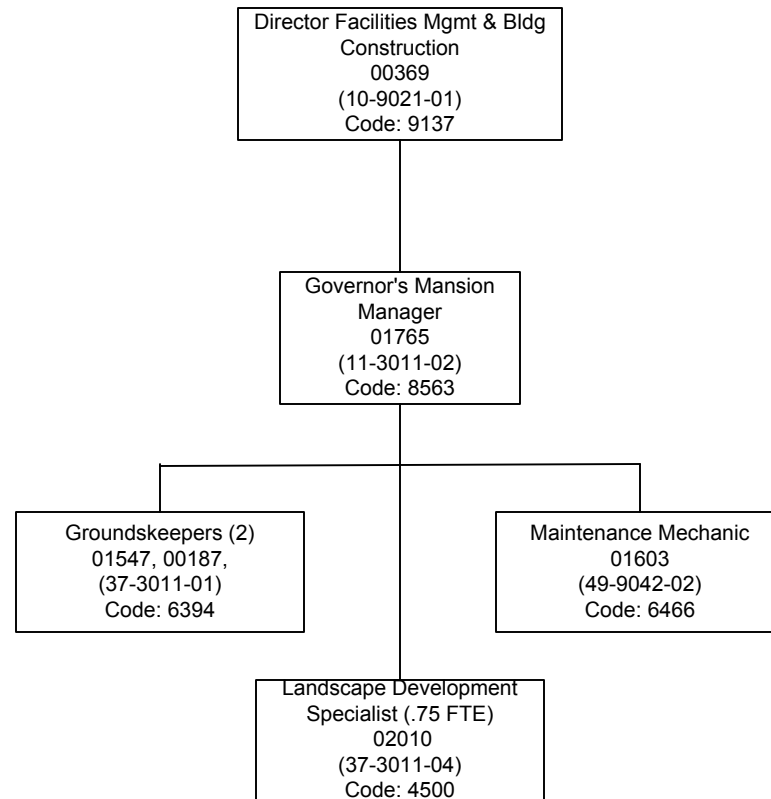 Director Facilities Mgmt & Bldg
Construction
00369
(10-9021-01)
Code: 9137
Governor's Mansion
Manager
01765
(11-3011-02)
Code: 8563
Groundskeepers (2)
01547, 00187,
(37-3011-01)
Code: 6394
Maintenance Mechanic
01603
(49-9042-02)
Code: 6466
Landscape Development
Specialist (.75 FTE)
02010
(37-3011-04)
Code: 4500